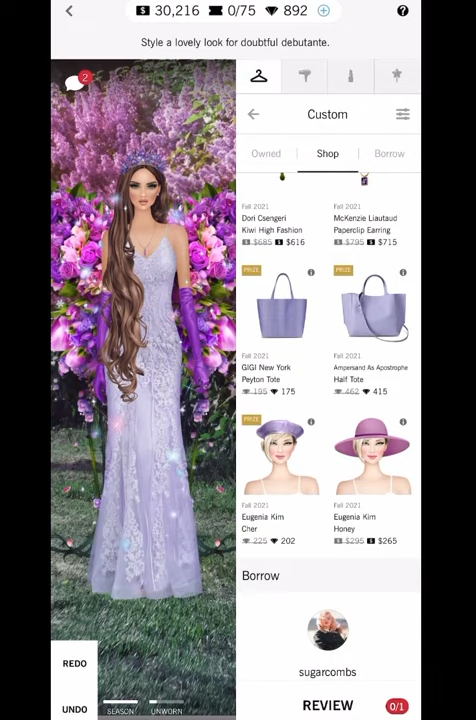 30,216 0/75 892
?
Style a lovely look for doubtful debutante.
2
Custom
Owned Shop Borrow
Fall 2021 Fall 2021
Dori Csengeri McKenzie Liautaud
Kiwi High Fashion Paperclip Earring
$685 $616 $795 $715
PRIZE PRIZE
Fall 2021 Fall 2021
GIGI New York Ampersand As Apostrophe
Peyton Tote Half Tote
195 175 462 415
PRIZE
Fall 2021 Fall 2021
Eugenia Kim Eugenia Kim
Cher Honey
225 202 $295 $265
Borrow
sugarcombs
REDO
UNDO
SEASON UNWORN
REVIEW 0/1